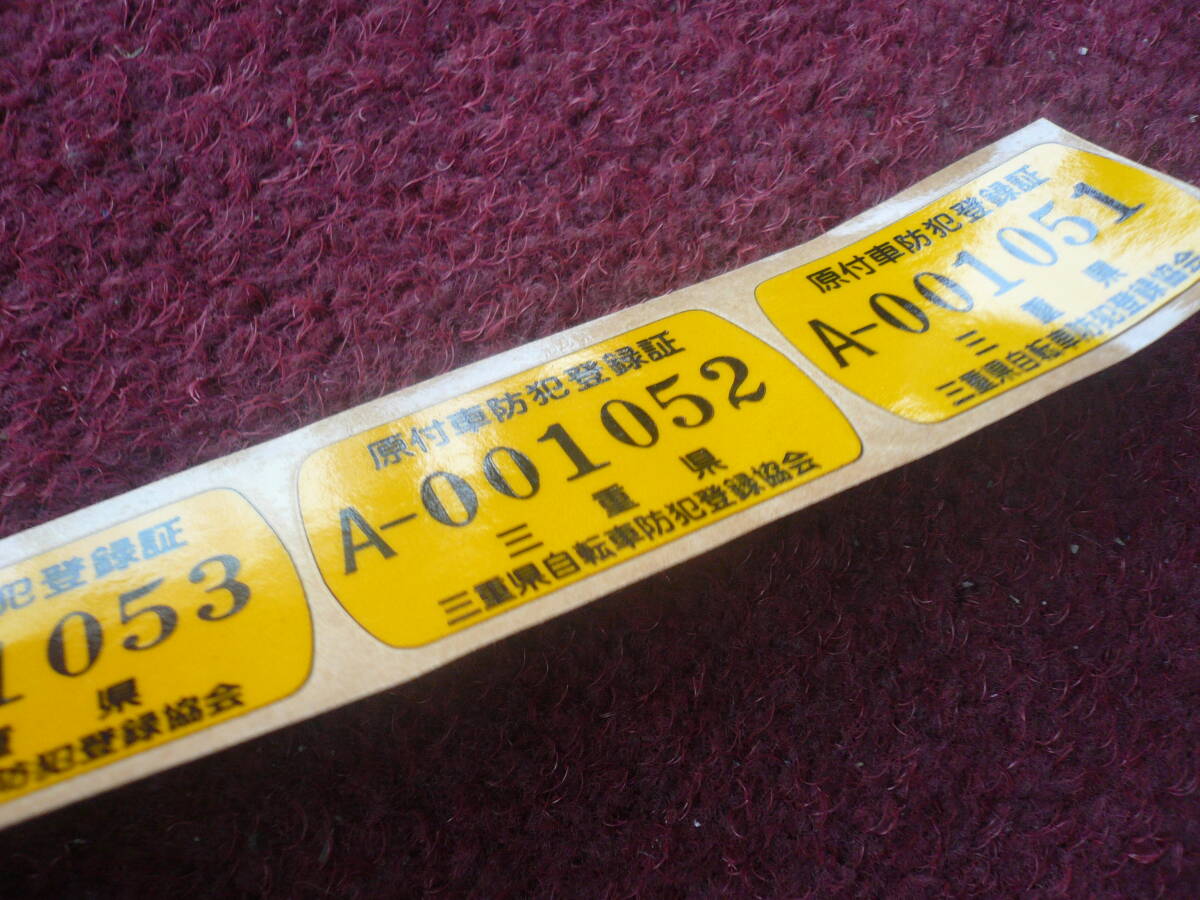 犯登録証
1053
重県
防犯登録協会
原付車防犯登録証
A-001052
三重県
三重県自転車防犯登録協会
原付車防犯登録証
A-001051
三重県
三重県自転車防犯登録協会